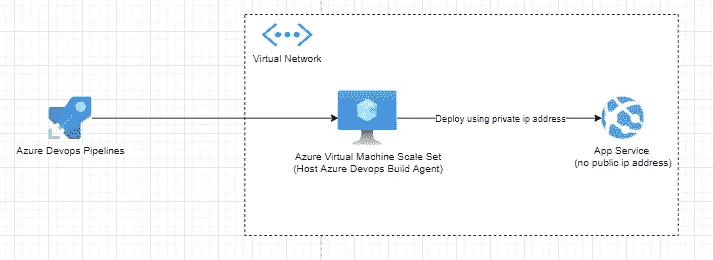 Virtual Network
Azure Devops Pipelines
Azure Virtual Machine Scale Set
(Host Azure Devops Build Agent)
Deploy using private ip address
App Service
(no public ip address)